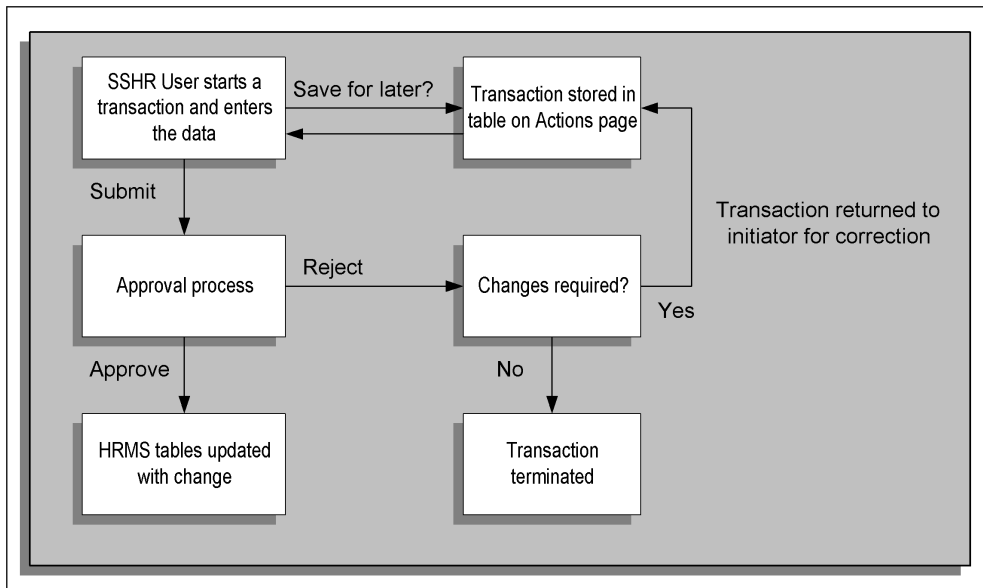 SSHR User starts a
transaction and enters
the data
Save for later?
Transaction stored in
table on Actions page
Submit
Transaction returned to
initiator for correction
Approval process
Reject
Changes required?
Yes
Approve
No
HRMS tables updated
with change
Transaction
terminated